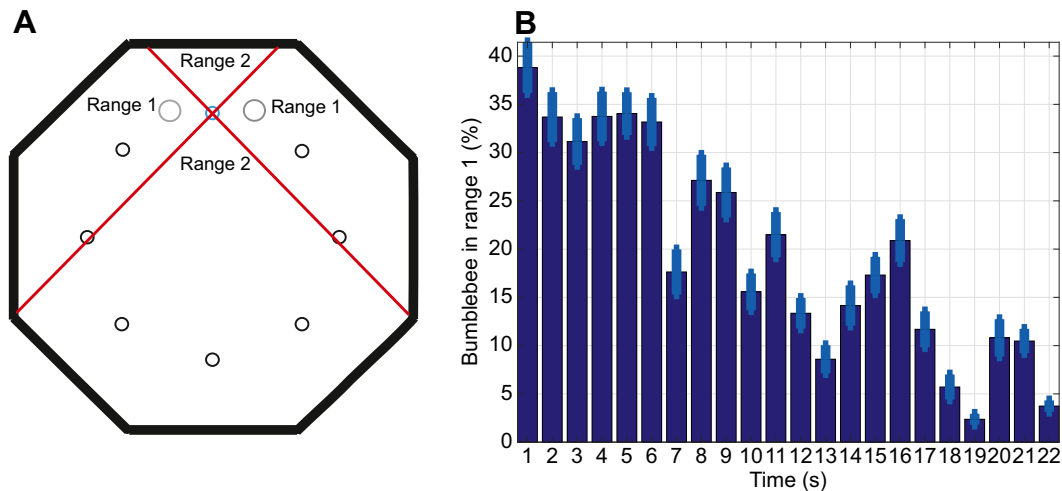 A
Range 2
Range 1
Range 1
Range 2
B
Bumblebee in range 1 (%)
40
35
30
25
20
15
10
5
0
1 2 3 4 5 6 7 8 9 10 11 12 13 14 15 16 17 18 19 20 21 22
Time (s)